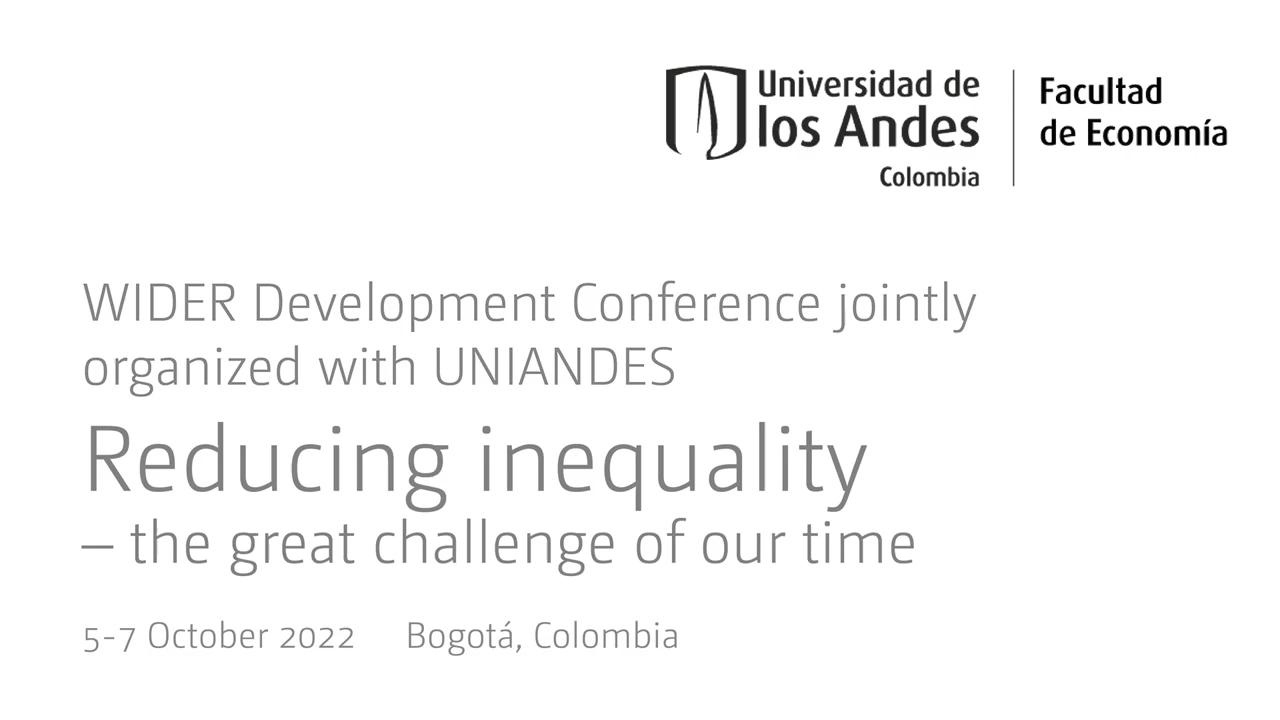 Universidad de
los Andes
Colombia
Facultad
de Economía
WIDER Development Conference jointly
organized with UNIANDES
Reducing inequality
– the great challenge of our time
5-7 October 2022 Bogotá, Colombia